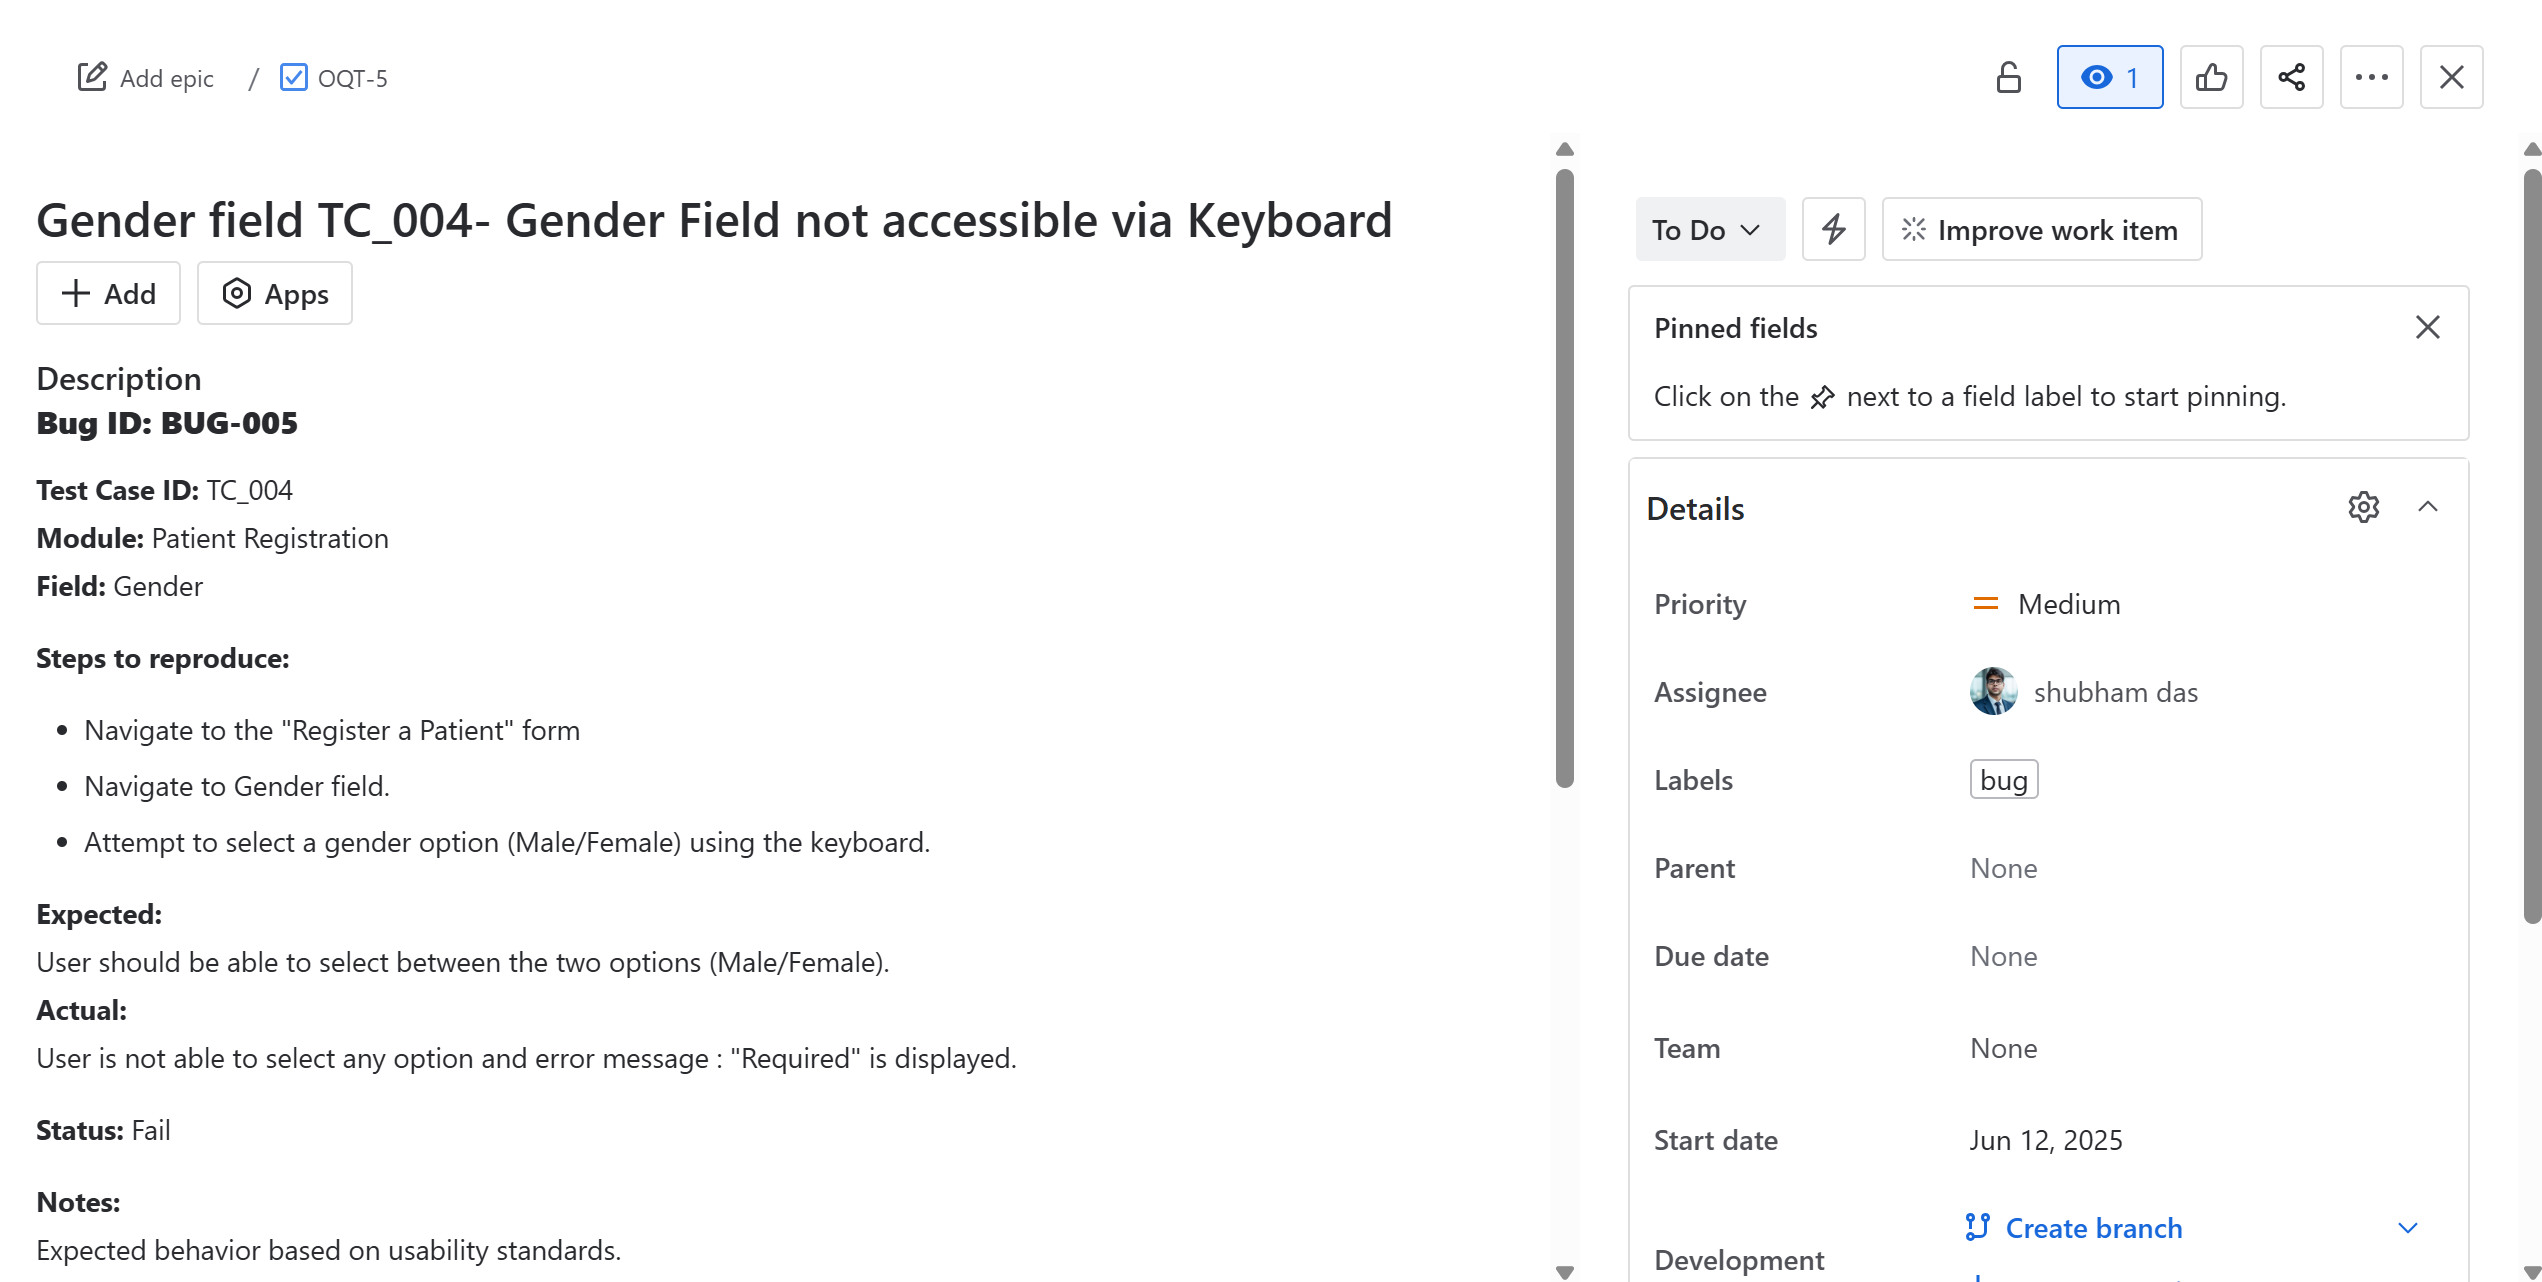 Add epic / OQT-5
1
Gender field TC_004- Gender Field not accessible via Keyboard
Add
Apps
Description
Bug ID: BUG-005
Test Case ID: TC_004
Module: Patient Registration
Field: Gender
Steps to reproduce:
• Navigate to the "Register a Patient" form
• Navigate to Gender field.
• Attempt to select a gender option (Male/Female) using the keyboard.
Expected:
User should be able to select between the two options (Male/Female).
Actual:
User is not able to select any option and error message : "Required" is displayed.
Status: Fail
Notes:
Expected behavior based on usability standards.
To Do
Improve work item
Pinned fields
Click on the next to a field label to start pinning.
Details
Priority Medium
Assignee shubham das
Labels bug
Parent None
Due date None
Team None
Start date Jun 12, 2025
Create branch
Development